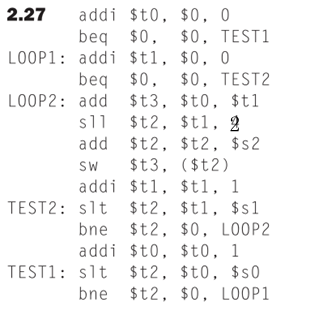 2.27 addi $t0, $0, 0
beq $0, $0, TEST1
LOOP1: addi $t1, $0, 0
beq $0, $0, TEST2
LOOP2: add $t3, $t0, $t1
sll $t2, $t1, 2
add $t2, $t2, $s2
sw $t3, ($t2)
addi $t1, $t1, 1
TEST2: slt $t2, $t1, $s1
bne $t2, $0, LOOP2
addi $t0, $t0, 1
TEST1: slt $t2, $t0, $s0
bne $t2, $0, LOOP1